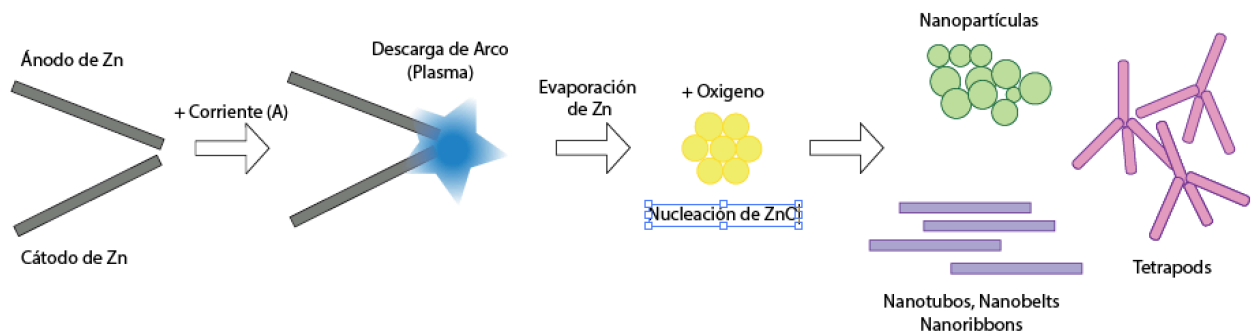 Ánodo de Zn
Cátodo de Zn
+ Corriente (A)
Descarga de Arco
(Plasma)
Evaporación
de Zn
+ Oxigeno
Nucleación de ZnO
Nanopartículas
Nanotubos, Nanobelts
Nanoribbons
Tetrapods